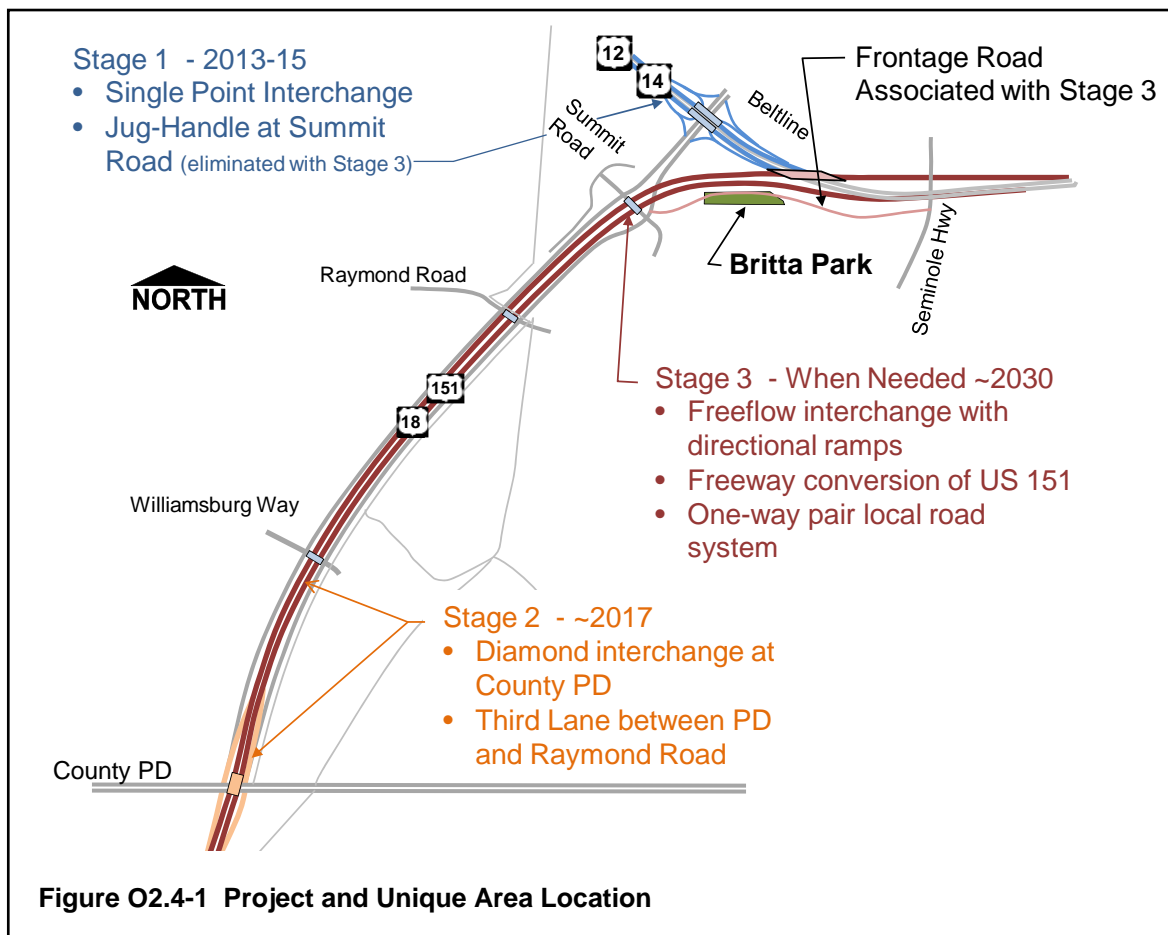 Stage 1 - 2013-15
• Single Point Interchange
• Jug-Handle at Summit
Road (eliminated with Stage 3)
12
14
Summit
Road
Beltline
Frontage Road
Associated with Stage 3
Seminole Hwy
Britta Park
NORTH
Raymond Road
151
18
Stage 3 - When Needed ~2030
• Freeflow interchange with
directional ramps
• Freeway conversion of US 151
• One-way pair local road
system
Williamsburg Way
Stage 2 - ~2017
• Diamond interchange at
County PD
• Third Lane between PD
and Raymond Road
County PD
Figure O2.4-1 Project and Unique Area Location